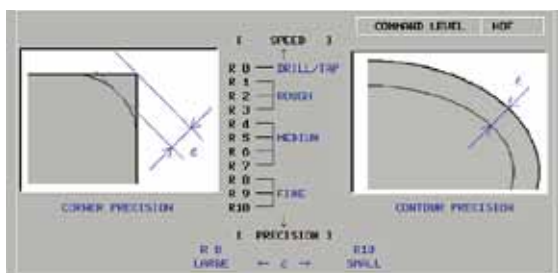 COMMAND LEVEL HOF
[ SPEED ]
↑
R 0 DRILL/TAP
R 1
R 2 ROUGH
R 3
R 4
R 5 MEDIUM
R 6
R 7
R 8
R 9 FINE
R10
↓
[ PRECISION ]
ε
ε
CORNER PRECISION
CONTOUR PRECISION
R 0 R10
LARGE ← ε → SMALL